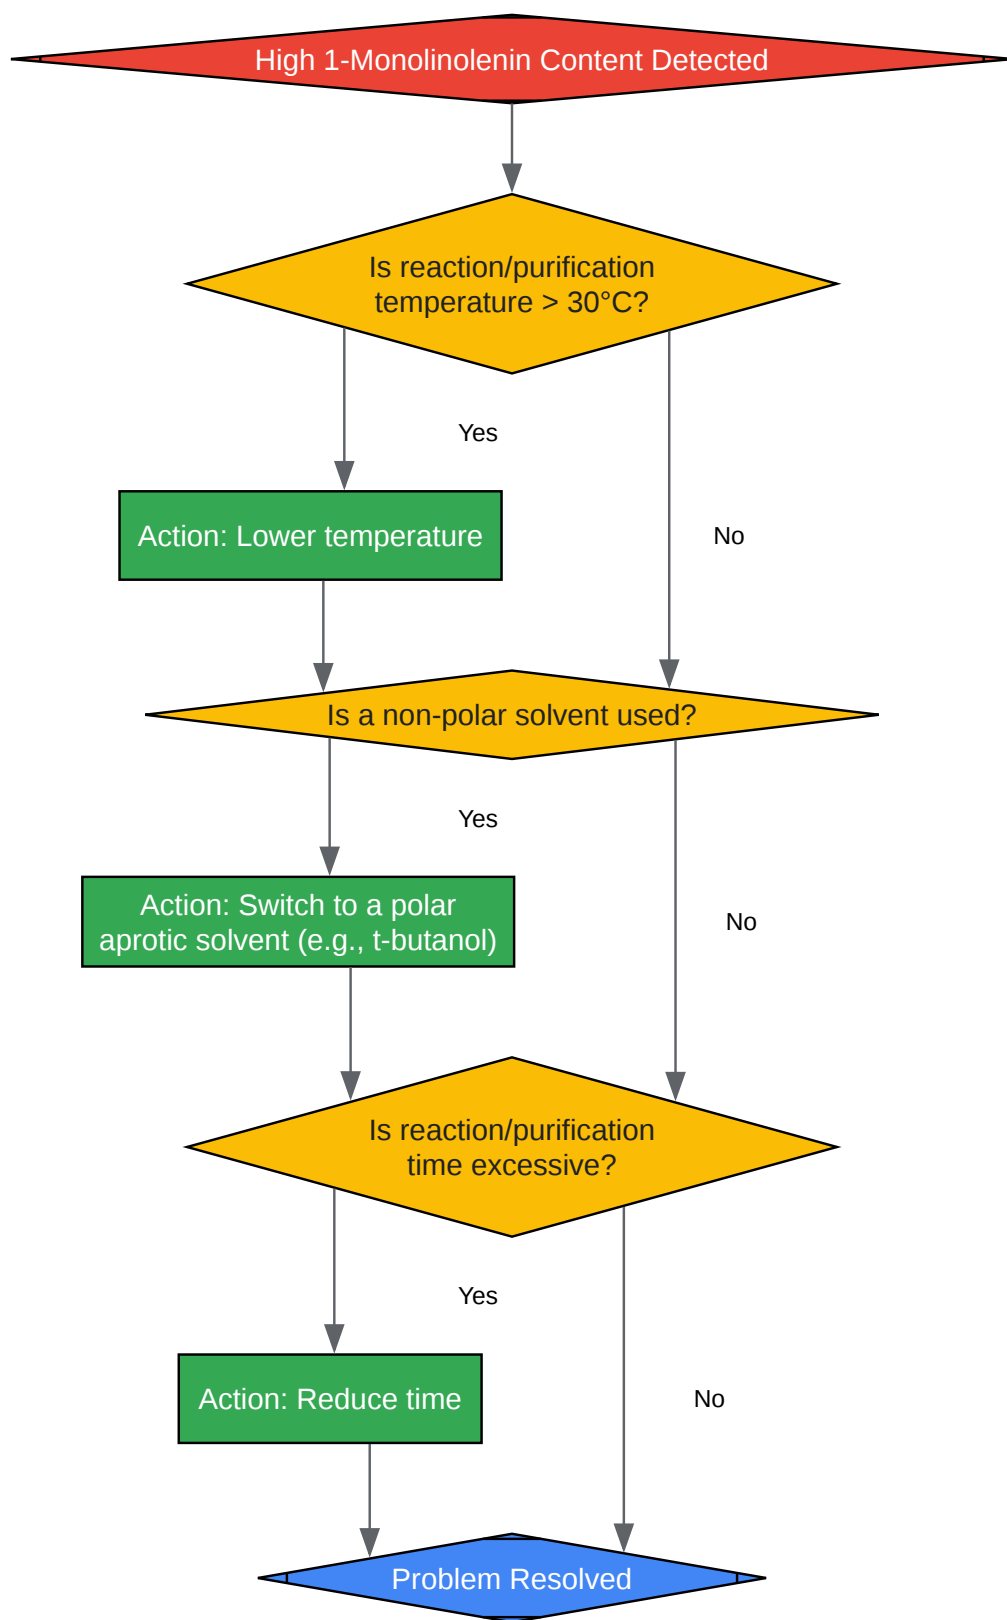 High 1-Monolinolenin Content Detected
Is reaction/purification
temperature > 30°C?
Yes
Action: Lower temperature
No
Is a non-polar solvent used?
Yes
Action: Switch to a polar
aprotic solvent (e.g., t-butanol)
No
Is reaction/purification
time excessive?
Yes
Action: Reduce time
No
Problem Resolved